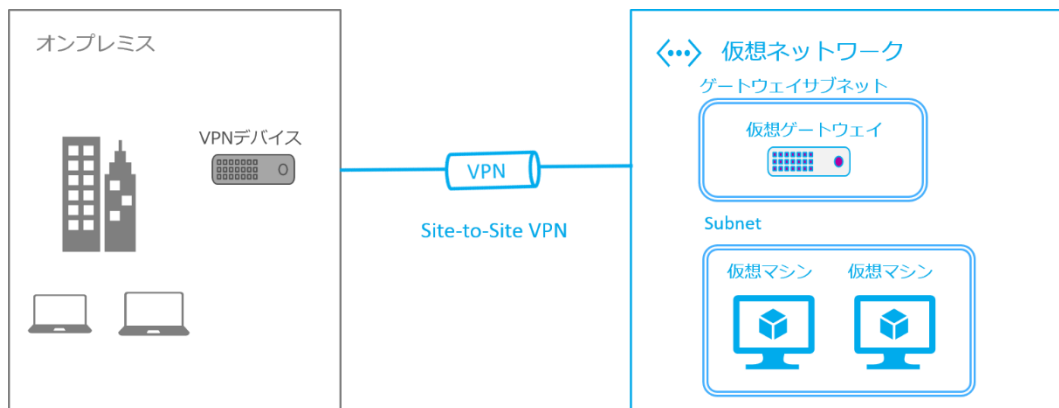 オンプレミス
VPNデバイス
VPN
Site-to-Site VPN
仮想ネットワーク
ゲートウェイサブネット
仮想ゲートウェイ
Subnet
仮想マシン 仮想マシン